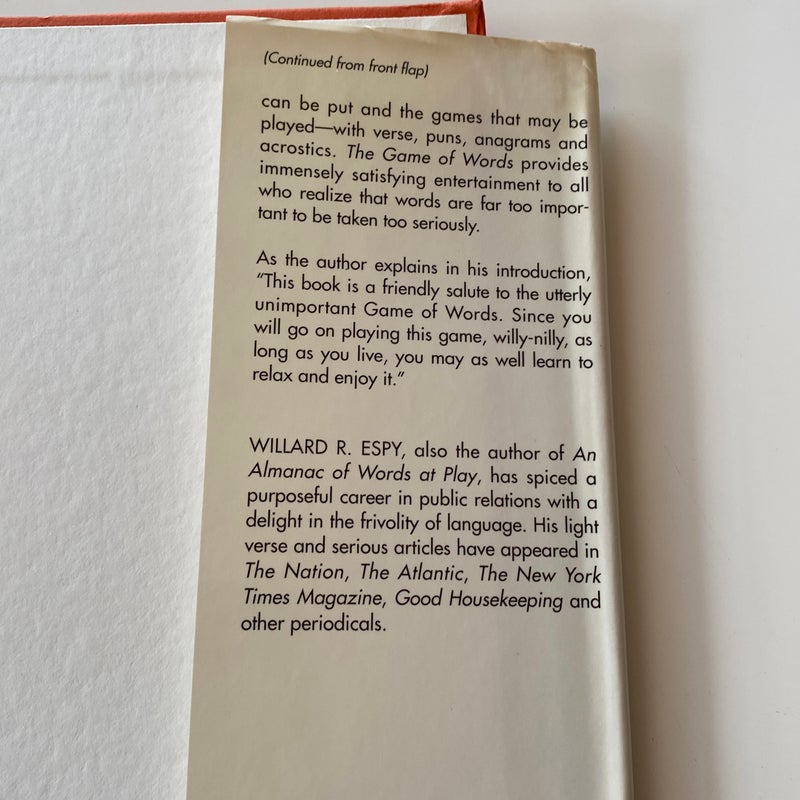 (Continued from front flap)
can be put and the games that may be
played—with verse, puns, anagrams and
acrostics. The Game of Words provides
immensely satisfying entertainment to all
who realize that words are far too impor-
tant to be taken too seriously.
As the author explains in his introduction,
"This book is a friendly salute to the utterly
unimportant Game of Words. Since you
will go on playing this game, willy-nilly, as
long as you live, you may as well learn to
relax and enjoy it."
WILLARD R. ESPY, also the author of An
Almanac of Words at Play, has spiced a
purposeful career in public relations with a
delight in the frivolity of language. His light
verse and serious articles have appeared in
The Nation, The Atlantic, The New York
Times Magazine, Good Housekeeping and
other periodicals.